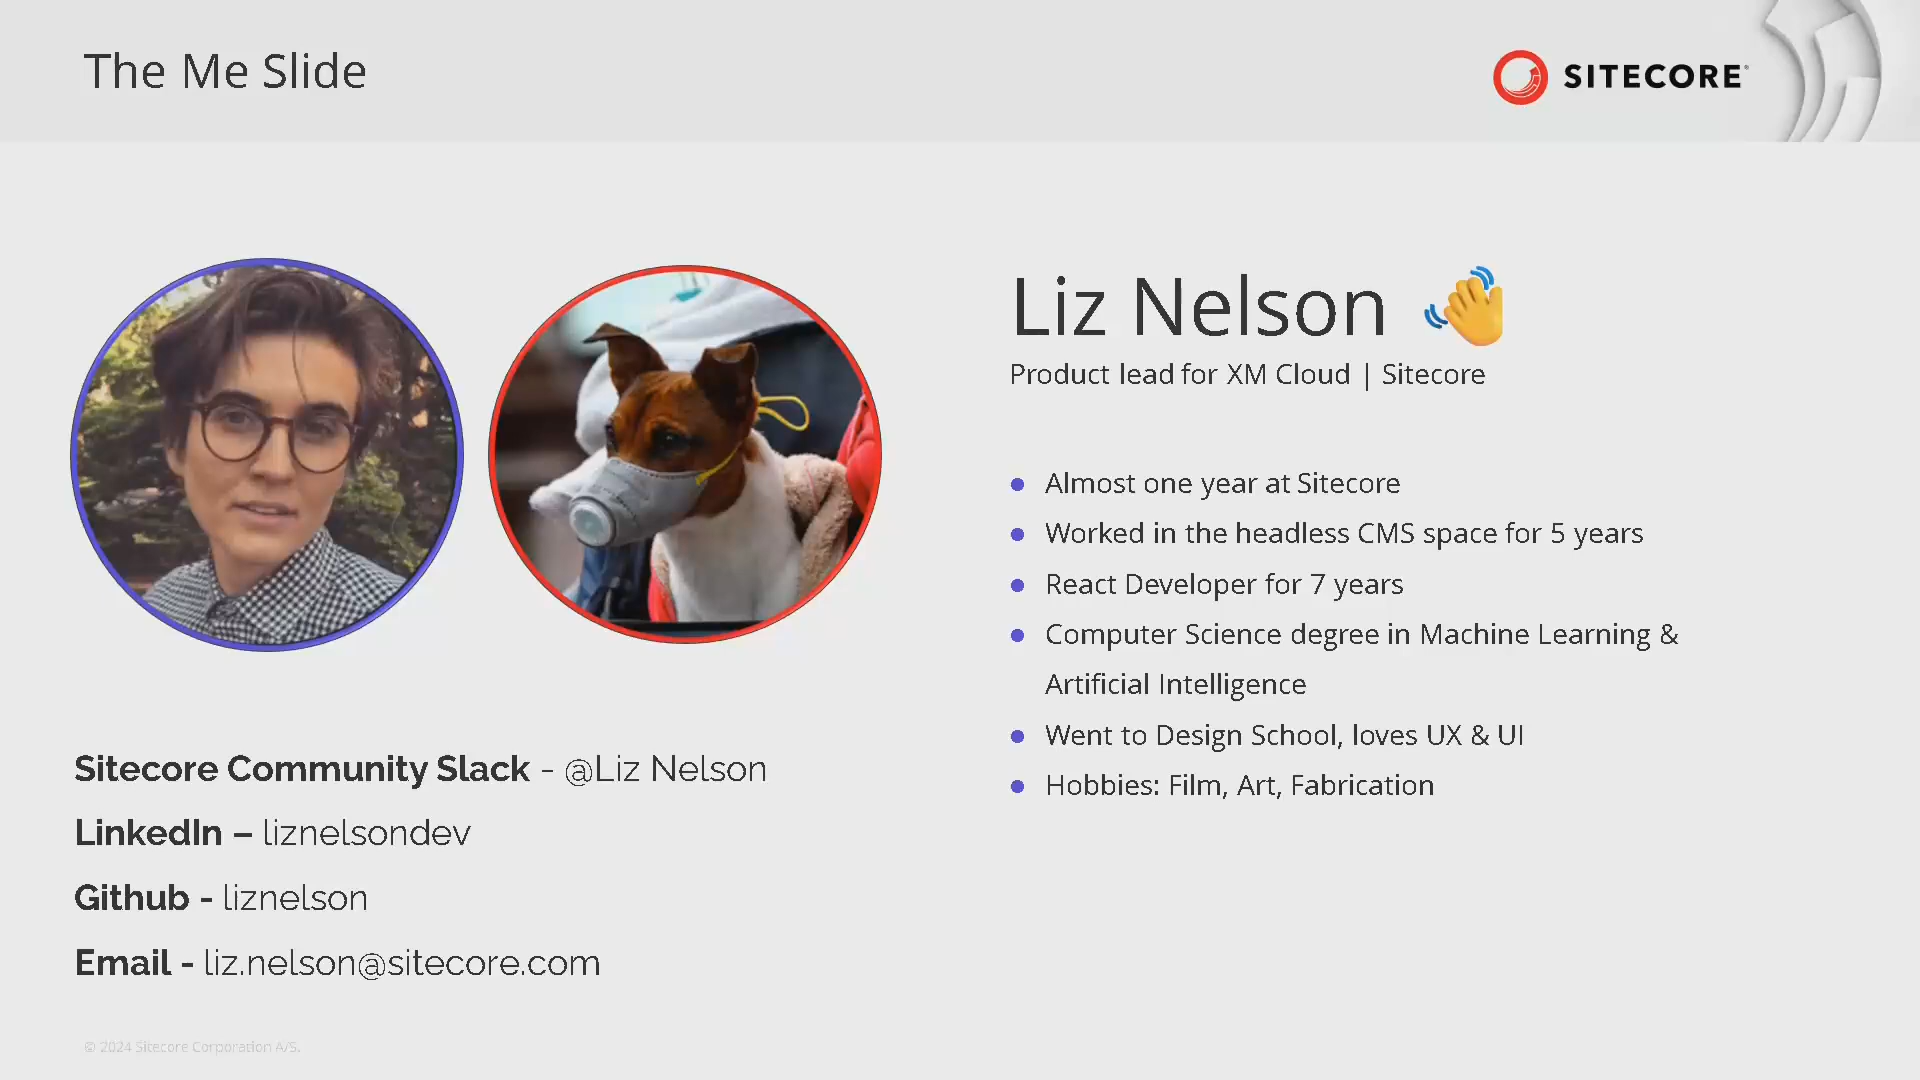 The Me Slide
SITECORE
Liz Nelson
Product lead for XM Cloud | Sitecore
Almost one year at Sitecore
Worked in the headless CMS space for 5 years
React Developer for 7 years
Computer Science degree in Machine Learning &
Artificial Intelligence
Went to Design School, loves UX & UI
Hobbies: Film, Art, Fabrication
Sitecore Community Slack - @Liz Nelson
LinkedIn – liznelsondev
Github - liznelson
Email - liz.nelson@sitecore.com
© 2024 Sitecore Corporation A/S.